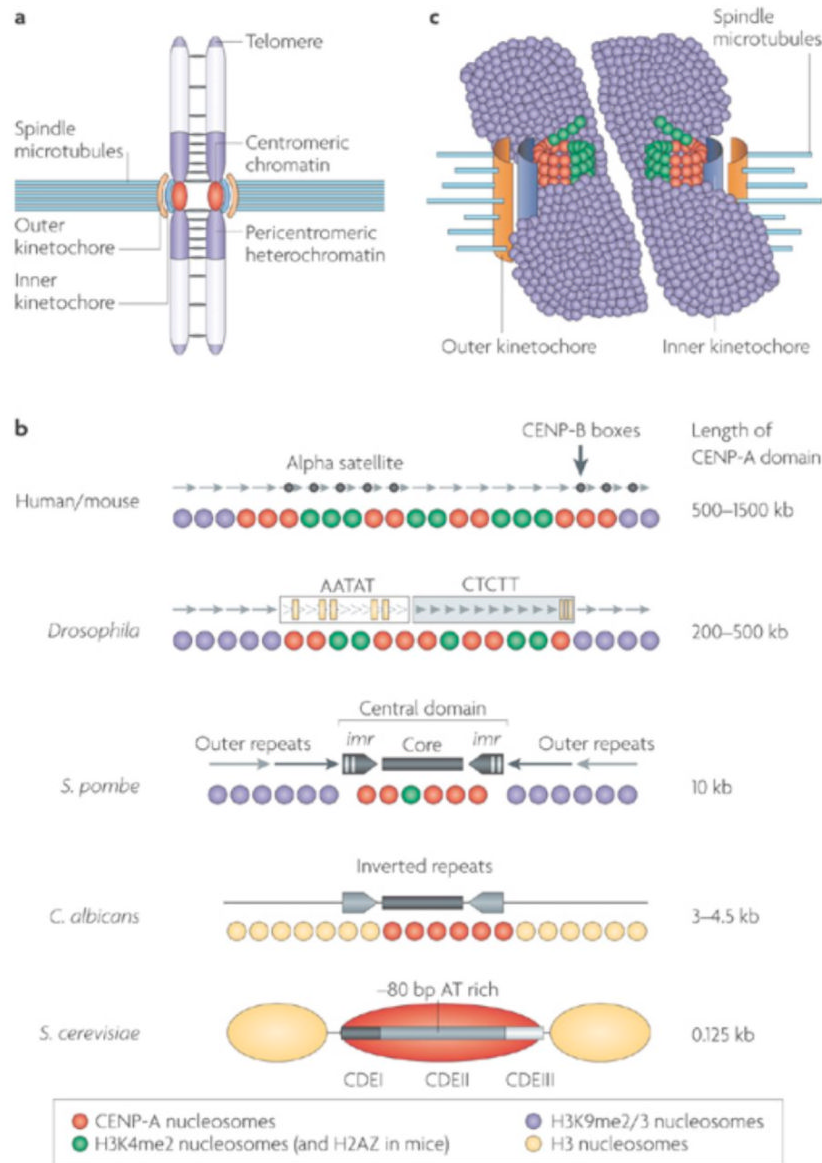 a
Telomere
Spindle
microtubules
Centromeric
chromatin
Outer
kinetochore
Pericentromeric
heterochromatin
Inner
kinetochore
c
Spindle
microtubules
Outer kinetochore
Inner kinetochore
b
CENP-B boxes
Length of
CENP-A domain
Alpha satellite
Human/mouse
500–1500 kb
AATAT
CTCTT
Drosophila
200–500 kb
Central domain
Outer repeats
imr
Core
imr
Outer repeats
S. pombe
10 kb
Inverted repeats
C. albicans
3–4.5 kb
~80 bp AT rich
S. cerevisiae
0.125 kb
CDEI
CDEII
CDEIII
CENP-A nucleosomes
H3K9me2/3 nucleosomes
H3K4me2 nucleosomes (and H2AZ in mice)
H3 nucleosomes